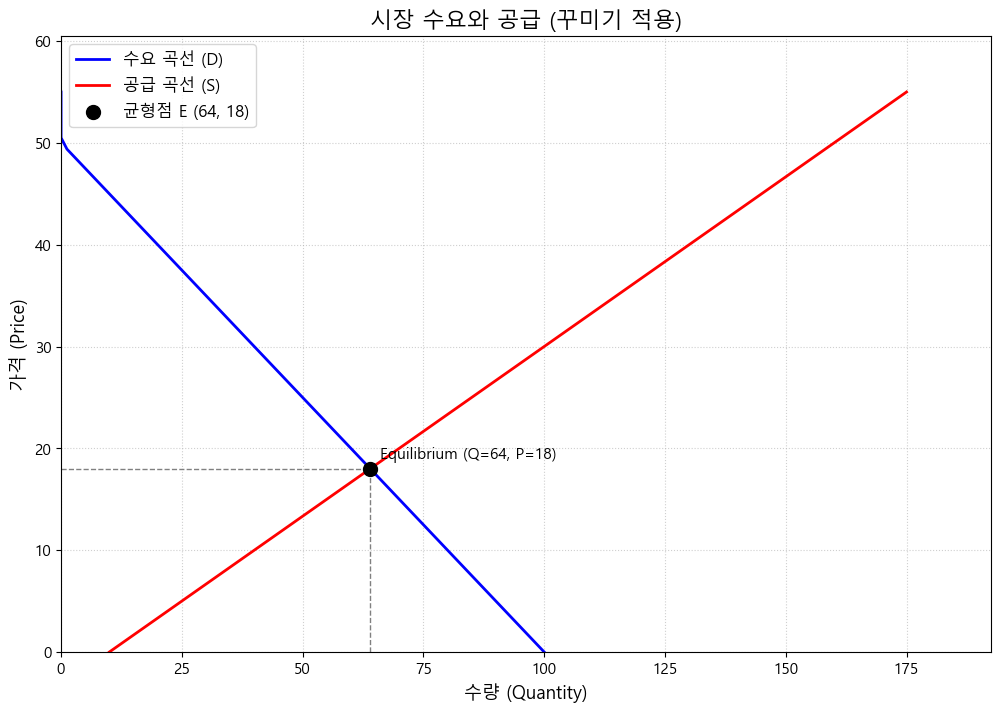 시장 수요와 공급 (꾸미기 적용)
수요 곡선 (D)
공급 곡선 (S)
균형점 E (64, 18)
Equilibrium (Q=64, P=18)
가격 (Price)
60
50
40
30
20
10
0
0 25 50 75 100 125 150 175
수량 (Quantity)